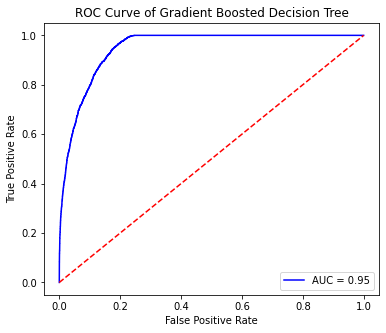 ROC Curve of Gradient Boosted Decision Tree
True Positive Rate
1.0
0.8
0.6
0.4
0.2
0.0
AUC = 0.95
0.0 0.2 0.4 0.6 0.8 1.0
False Positive Rate